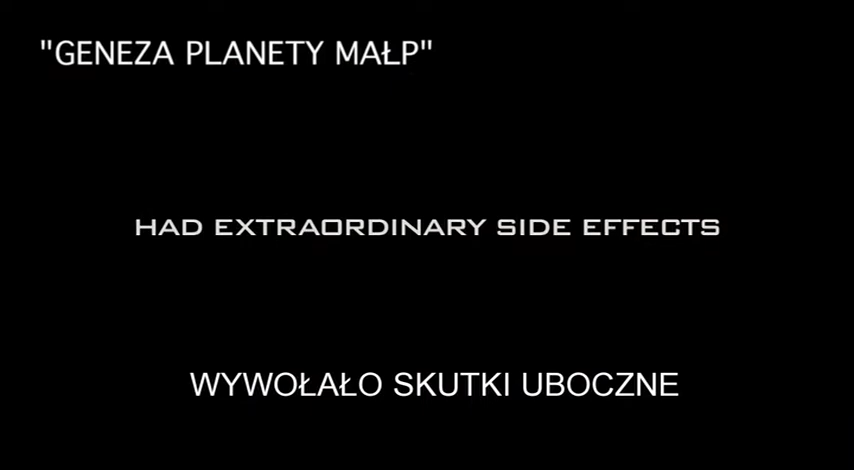 "GENEZA PLANETY MAŁP"
HAD EXTRAORDINARY SIDE EFFECTS
WYWOŁAŁO SKUTKI UBOCZNE